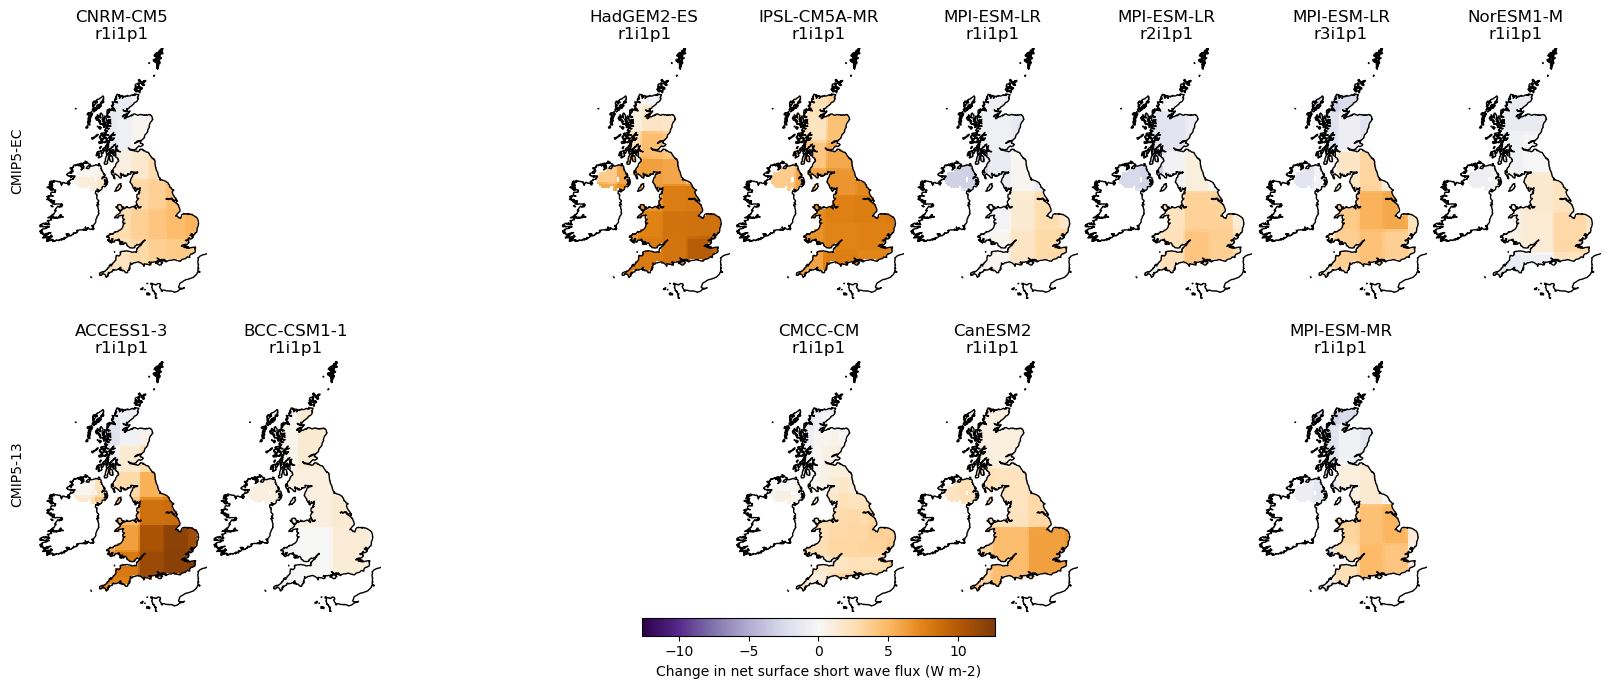 CNRM-CM5
r1i1p1
HadGEM2-ES
r1i1p1
IPSL-CM5A-MR
r1i1p1
MPI-ESM-LR
r1i1p1
MPI-ESM-LR
r2i1p1
MPI-ESM-LR
r3i1p1
NorESM1-M
r1i1p1
CMIP5-EC
ACCESS1-3
r1i1p1
BCC-CSM1-1
r1i1p1
CMCC-CM
r1i1p1
CanESM2
r1i1p1
MPI-ESM-MR
r1i1p1
CMIP5-13
−10 −5 0 5 10
Change in net surface short wave flux (W m-2)